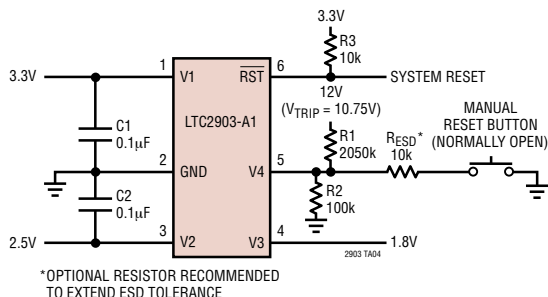 3.3V
R3
10k
3.3V
1
V1
RST
6
SYSTEM RESET
12V
(VTRIP = 10.75V)
MANUAL
RESET BUTTON
(NORMALLY OPEN)
C1
0.1µF
LTC2903-A1
R1
2050k
RESD*
10k
2
GND
V4
5
C2
0.1µF
R2
100k
2.5V
3
V2
V3
4
1.8V
2903 TA04
*OPTIONAL RESISTOR RECOMMENDED
TO EXTEND ESD TOLERANCE